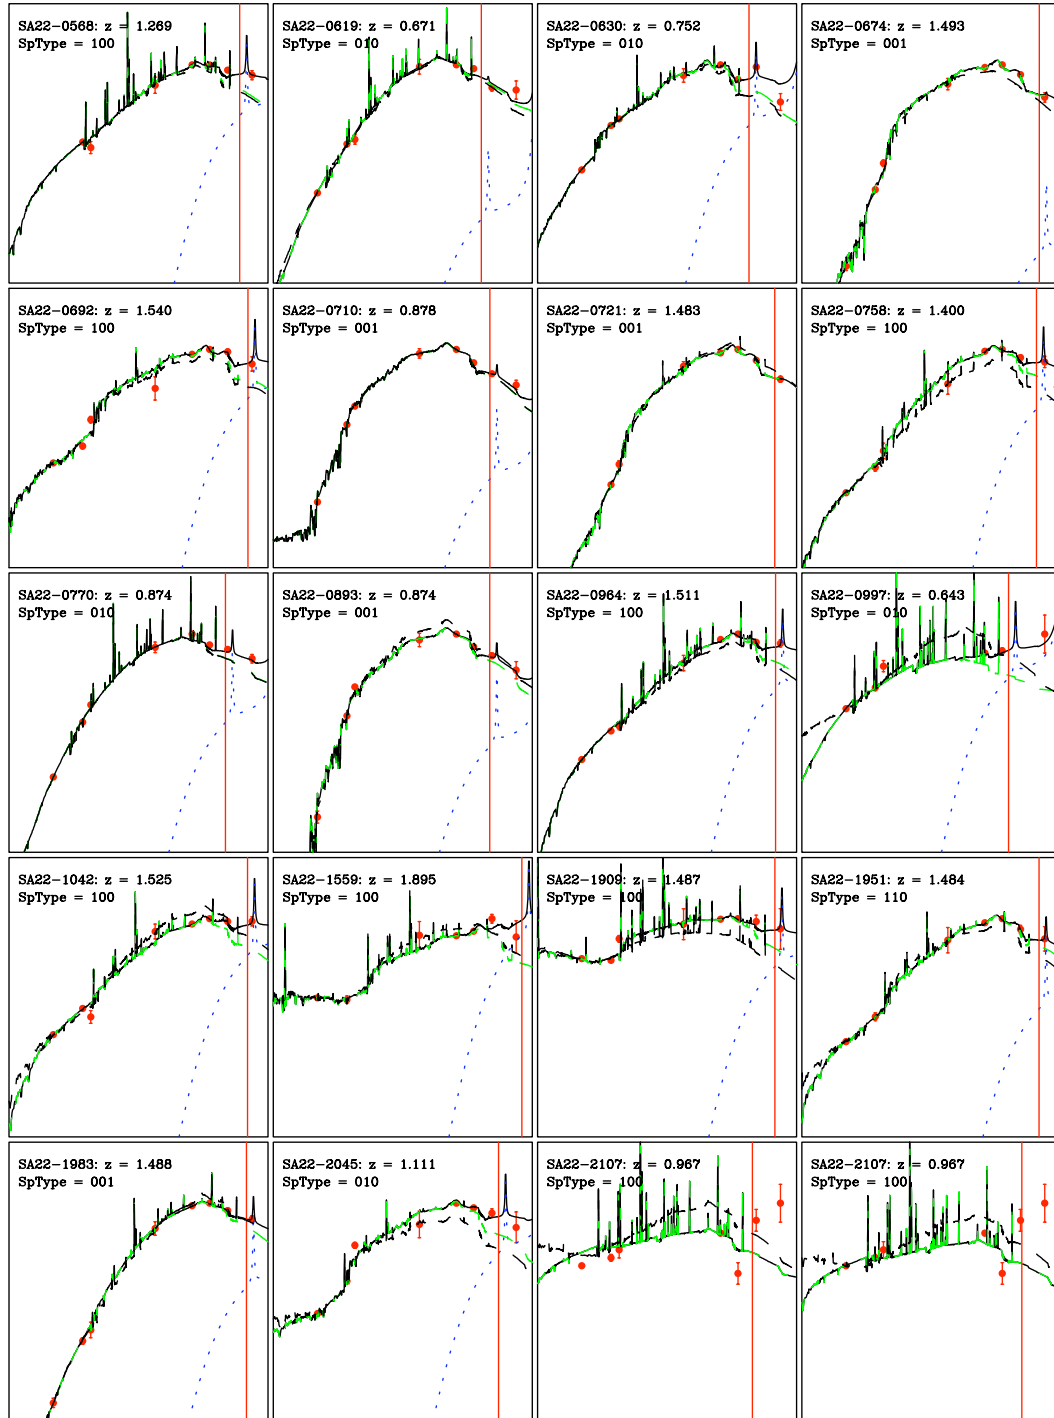 SA22-0568: z = 1.269
SpType = 100
SA22-0619: z = 0.671
SpType = 010
SA22-0630: z = 0.752
SpType = 010
SA22-0674: z = 1.493
SpType = 001
SA22-0692: z = 1.540
SpType = 100
SA22-0710: z = 0.878
SpType = 001
SA22-0721: z = 1.483
SpType = 001
SA22-0758: z = 1.400
SpType = 100
SA22-0770: z = 0.874
SpType = 010
SA22-0893: z = 0.874
SpType = 001
SA22-0964: z = 1.511
SpType = 100
SA22-0997: z = 0.643
SpType = 010
SA22-1042: z = 1.525
SpType = 100
SA22-1559: z = 1.895
SpType = 100
SA22-1909: z = 1.487
SpType = 100
SA22-1951: z = 1.484
SpType = 110
SA22-1983: z = 1.488
SpType = 001
SA22-2045: z = 1.111
SpType = 010
SA22-2107: z = 0.967
SpType = 100
SA22-2107: z = 0.967
SpType = 100